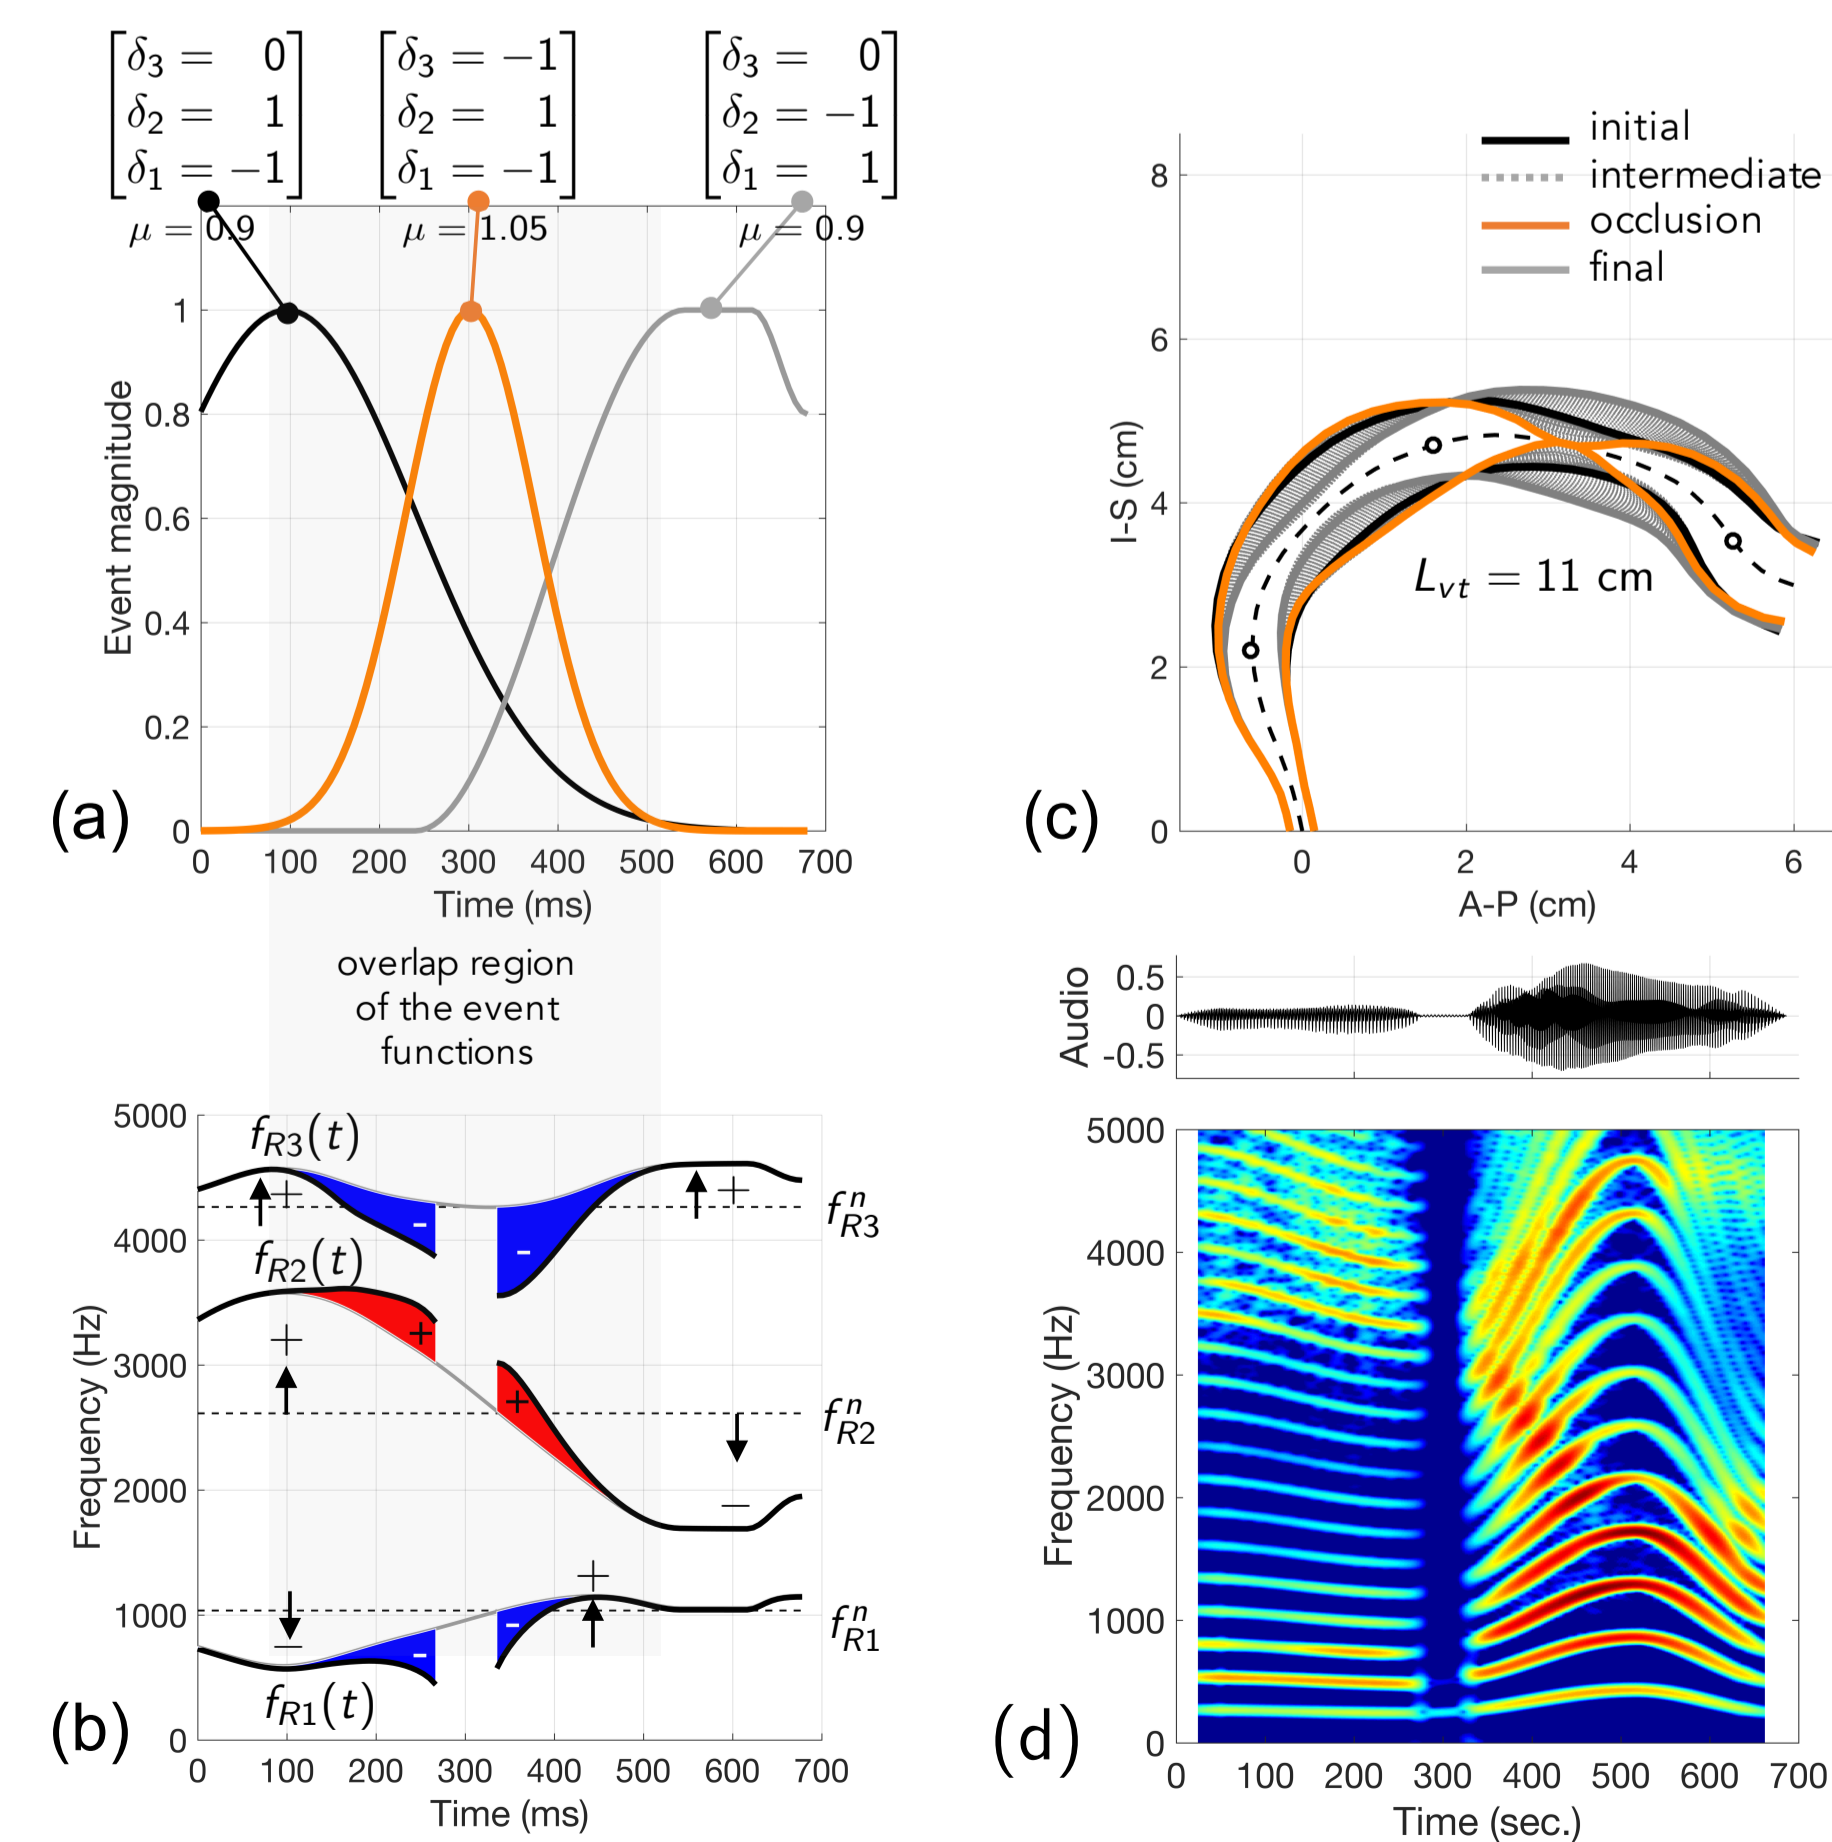 δ3 = 0
δ2 = 1
δ1 = −1
μ = 0.9
δ3 = −1
δ2 = 1
δ1 = −1
μ = 1.05
δ3 = 0
δ2 = −1
δ1 = 1
μ = 0.9
Event magnitude
1
0.8
0.6
0.4
0.2
0
0 100 200 300 400 500 600 700
Time (ms)
(a)
overlap region
of the event
functions
5000
4000
3000
2000
1000
0
Frequency (Hz)
fR3(t)
+
-
-
+
f^n_R3
fR2(t)
+
+
+
−
f^n_R2
−
-
-
+
f^n_R1
fR1(t)
0 100 200 300 400 500 600 700
Time (ms)
(b)
initial
intermediate
occlusion
final
8
6
4
2
0
I-S (cm)
Lvt = 11 cm
0 2 4 6
A-P (cm)
(c)
Audio
0.5
0
-0.5
5000
4000
3000
2000
1000
0
Frequency (Hz)
0 100 200 300 400 500 600 700
Time (sec.)
(d)